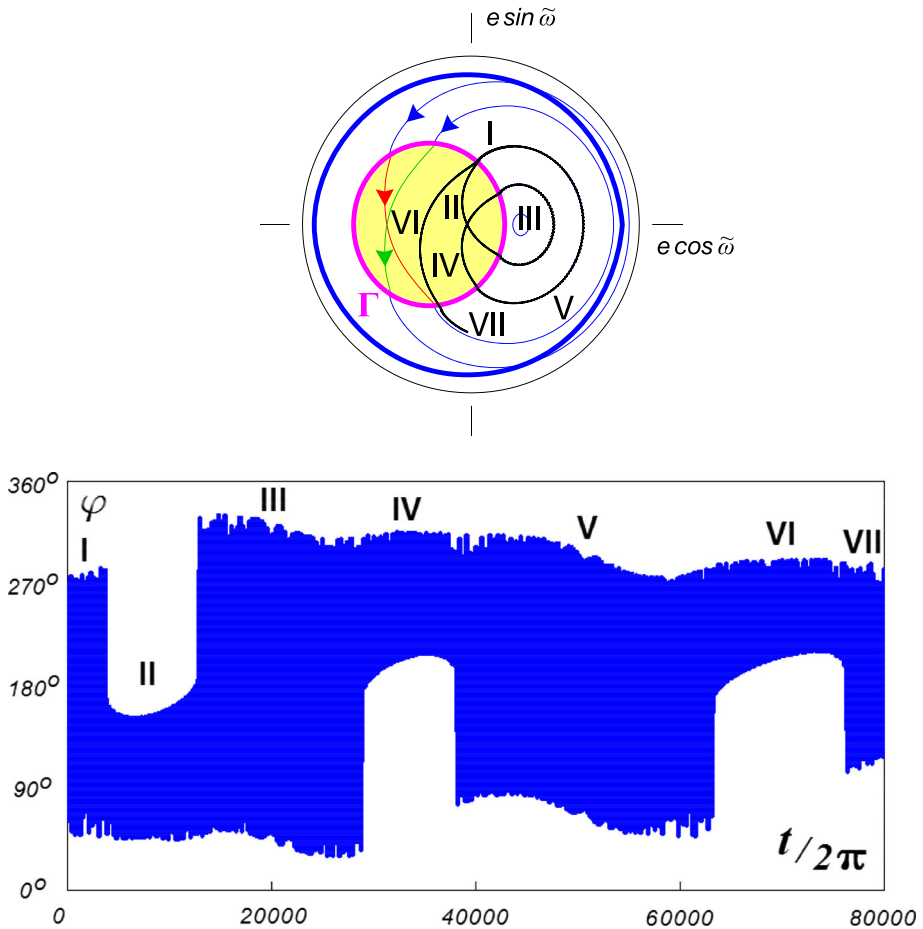 e sin ω̃
I
II
III
VI
e cos ω̃
IV
Γ
VII
V
360°
φ
I
III
IV
V
VI
VII
270°
II
180°
90°
t/2π
0°
0
20000
40000
60000
80000